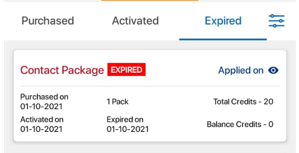 Purchased Activated Expired
Contact Package EXPIRED Applied on
Purchased on
01-10-2021
1 Pack
Total Credits - 20
Activated on
01-10-2021
Expired on
01-10-2021
Balance Credits - 0